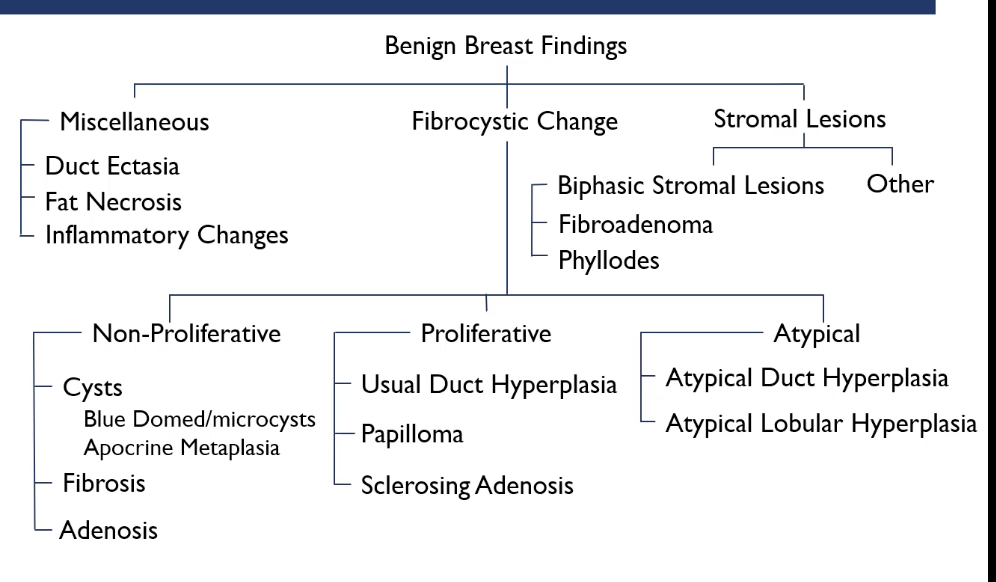 Benign Breast Findings
Miscellaneous
Duct Ectasia
Fat Necrosis
Inflammatory Changes
Fibrocystic Change
Stromal Lesions
Biphasic Stromal Lesions
Fibroadenoma
Phyllodes
Other
Non-Proliferative
Cysts
Blue Domed/microcysts
Apocrine Metaplasia
Fibrosis
Adenosis
Proliferative
Usual Duct Hyperplasia
Papilloma
Sclerosing Adenosis
Atypical
Atypical Duct Hyperplasia
Atypical Lobular Hyperplasia